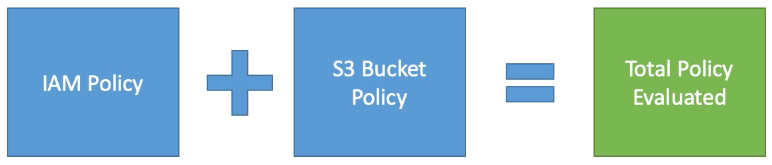 IAM Policy
S3 Bucket
Policy
Total Policy
Evaluated